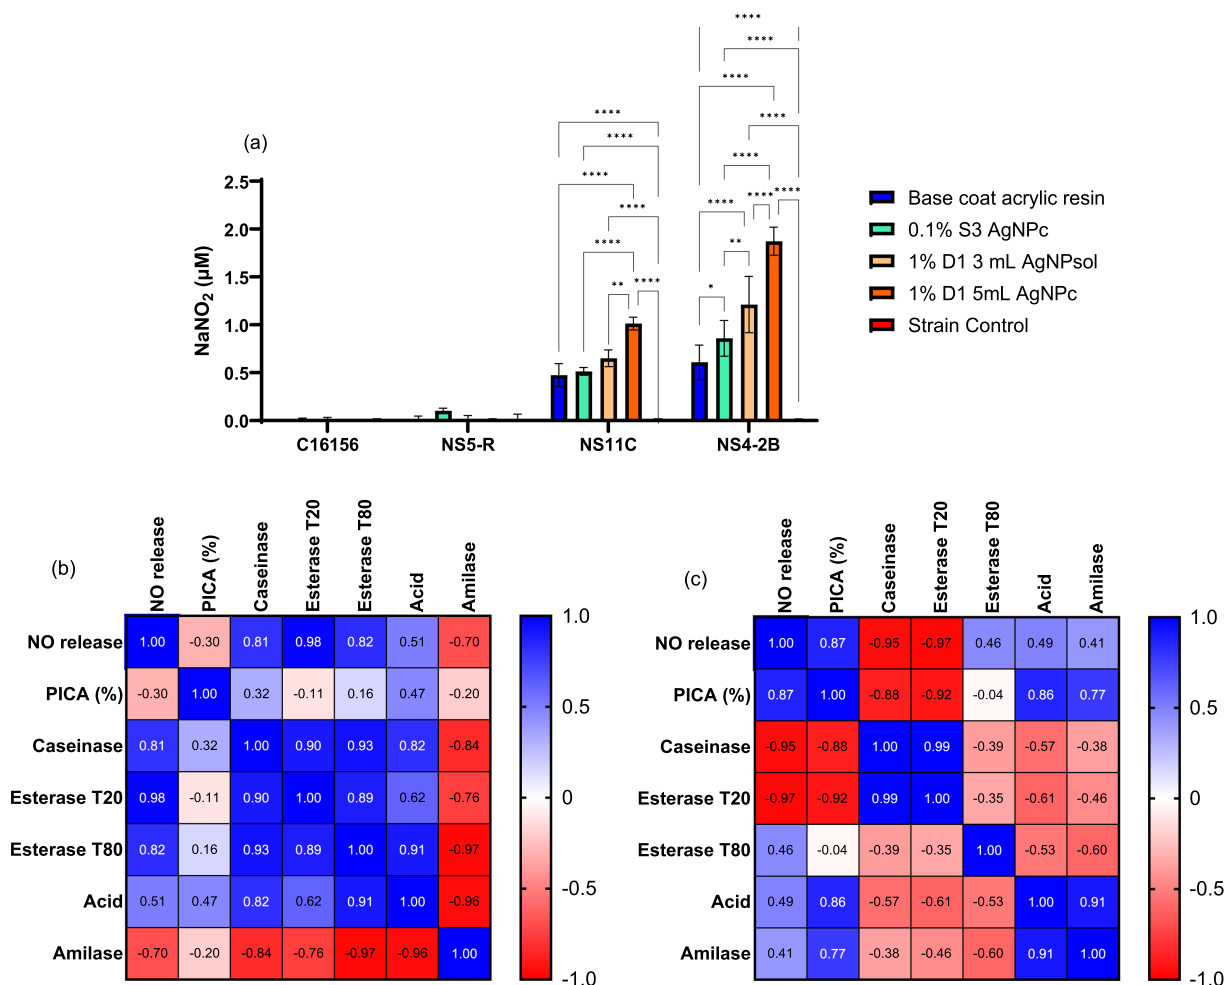 (a)
****
****
****
****
****
****
****
****
****
****
****
****
****
**
****
*
**
****
****
2.5
2.0
1.5
1.0
0.5
0.0
NaNO2 (μM)
C16156 NS5-R NS11C NS4-2B
Base coat acrylic resin
0.1% S3 AgNPc
1% D1 3 mL AgNPsol
1% D1 5mL AgNPc
Strain Control
(b)
NO release PICA (%) Caseinase Esterase T20 Esterase T80 Acid Amilase
NO release 1.00 -0.30 0.81 0.98 0.82 0.51 -0.70
PICA (%) -0.30 1.00 0.32 -0.11 0.16 0.47 -0.20
Caseinase 0.81 0.32 1.00 0.90 0.93 0.82 -0.84
Esterase T20 0.98 -0.11 0.90 1.00 0.89 0.62 -0.76
Esterase T80 0.82 0.16 0.93 0.89 1.00 0.91 -0.97
Acid 0.51 0.47 0.82 0.62 0.91 1.00 -0.96
Amilase -0.70 -0.20 -0.84 -0.76 -0.97 -0.96 1.00
1.0
0.5
0
-0.5
-1.0
(c)
NO release PICA (%) Caseinase Esterase T20 Esterase T80 Acid Amilase
NO release 1.00 0.87 -0.95 -0.97 0.46 0.49 0.41
PICA (%) 0.87 1.00 -0.88 -0.92 -0.04 0.86 0.77
Caseinase -0.95 -0.88 1.00 0.99 -0.39 -0.57 -0.38
Esterase T20 -0.97 -0.92 0.99 1.00 -0.35 -0.61 -0.46
Esterase T80 0.46 -0.04 -0.39 -0.35 1.00 -0.53 -0.60
Acid 0.49 0.86 -0.57 -0.61 -0.53 1.00 0.91
Amilase 0.41 0.77 -0.38 -0.46 -0.60 0.91 1.00
1.0
0.5
0
-0.5
-1.0